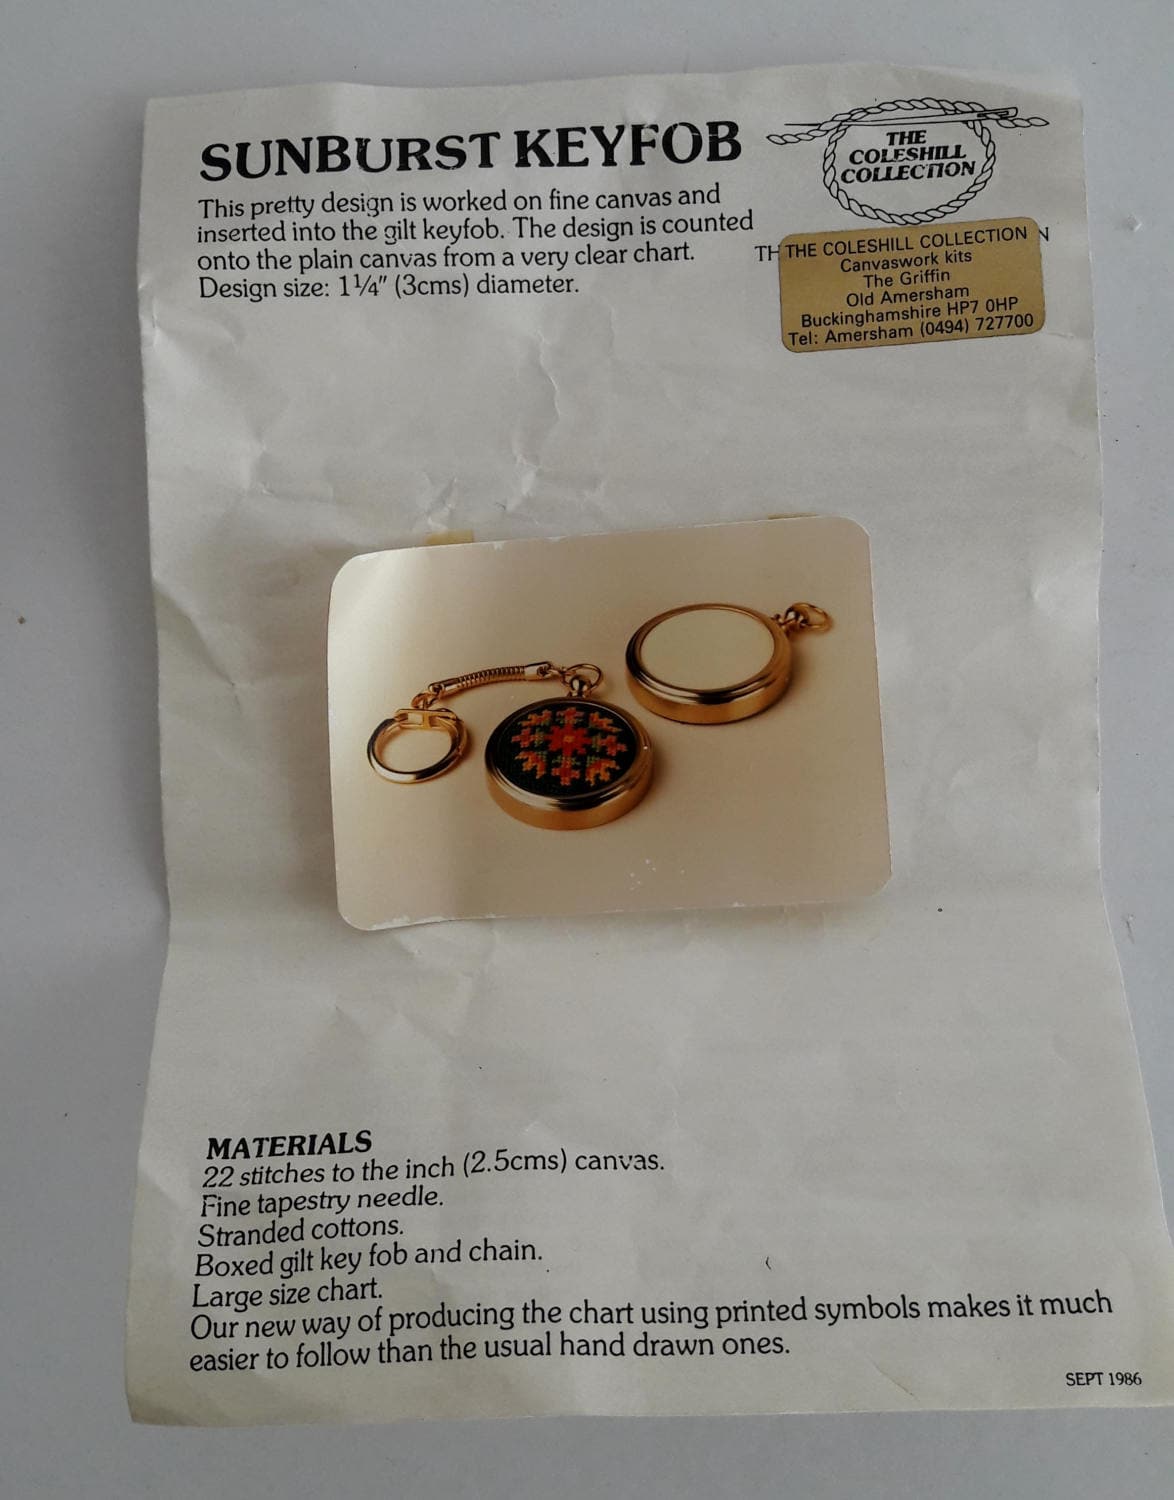 SUNBURST KEYFOB
This pretty design is worked on fine canvas and
inserted into the gilt keyfob. The design is counted
onto the plain canvas from a very clear chart.
Design size: 1¼" (3cms) diameter.
THE
COLESHILL
COLLECTION
TH
N
THE COLESHILL COLLECTION
Canvaswork kits
The Griffin
Old Amersham
Buckinghamshire HP7 0HP
Tel: Amersham (0494) 727700
MATERIALS
22 stitches to the inch (2.5cms) canvas.
Fine tapestry needle.
Stranded cottons.
Boxed gilt key fob and chain.
Large size chart.
Our new way of producing the chart using printed symbols makes it much
easier to follow than the usual hand drawn ones.
SEPT 1986